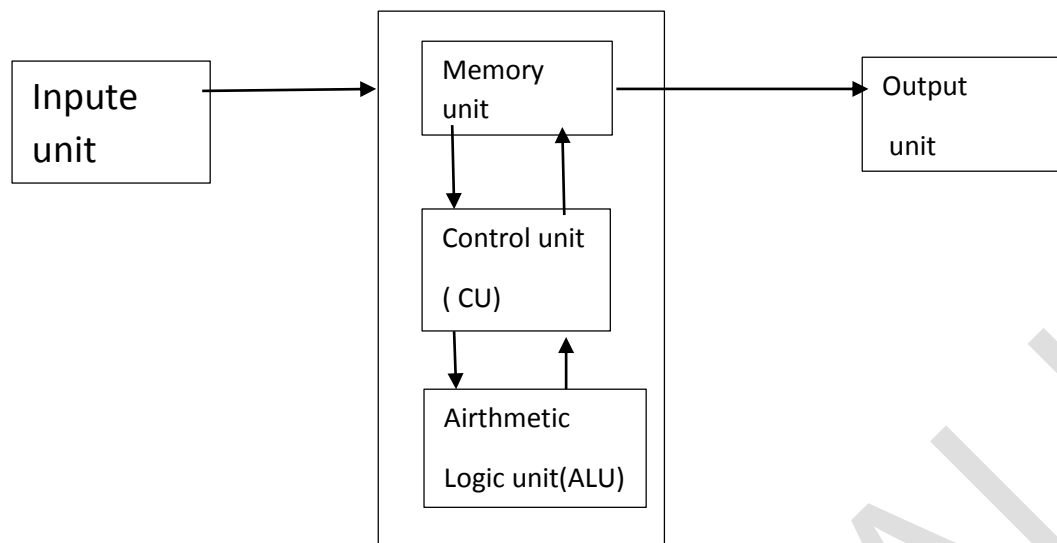 Inpute
unit
Memory
unit
Control unit
( CU)
Airthmetic
Logic unit(ALU)
Output
unit